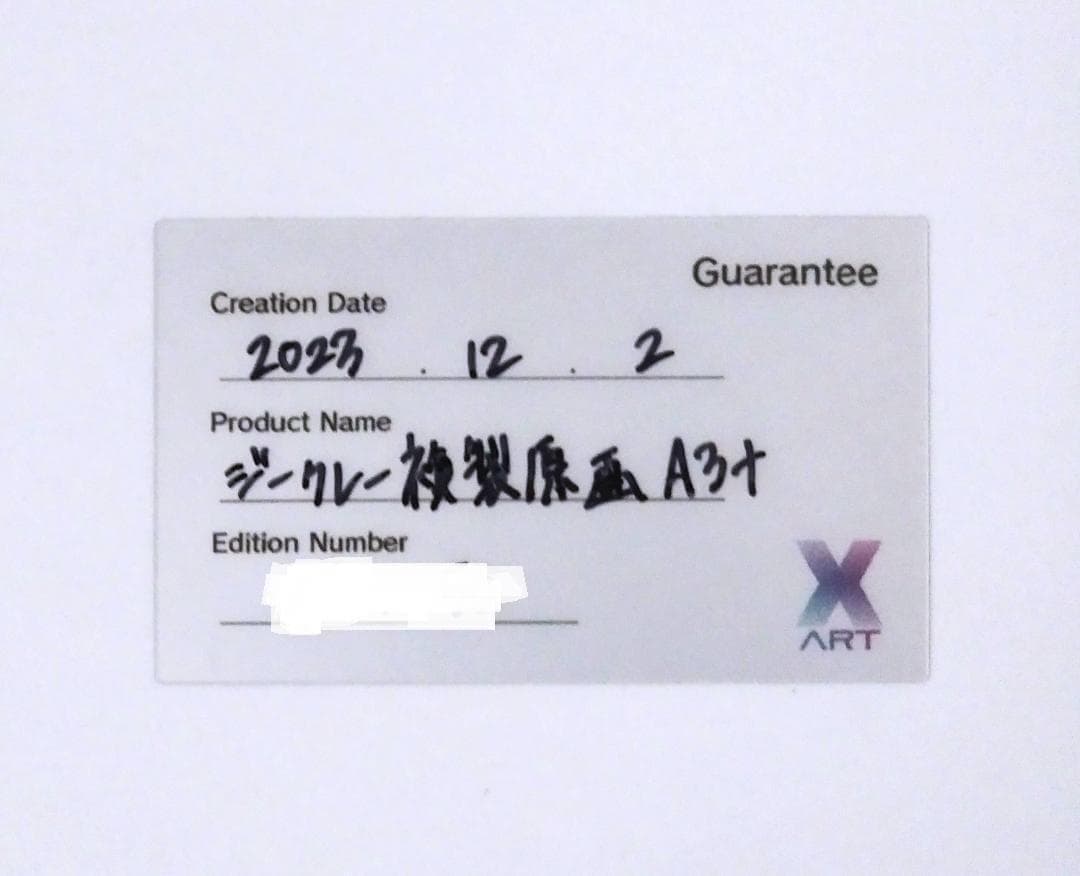 Guarantee
Creation Date
2023 . 12 . 2
Product Name
ジークレー複製原画 A3+
Edition Number
X
ART